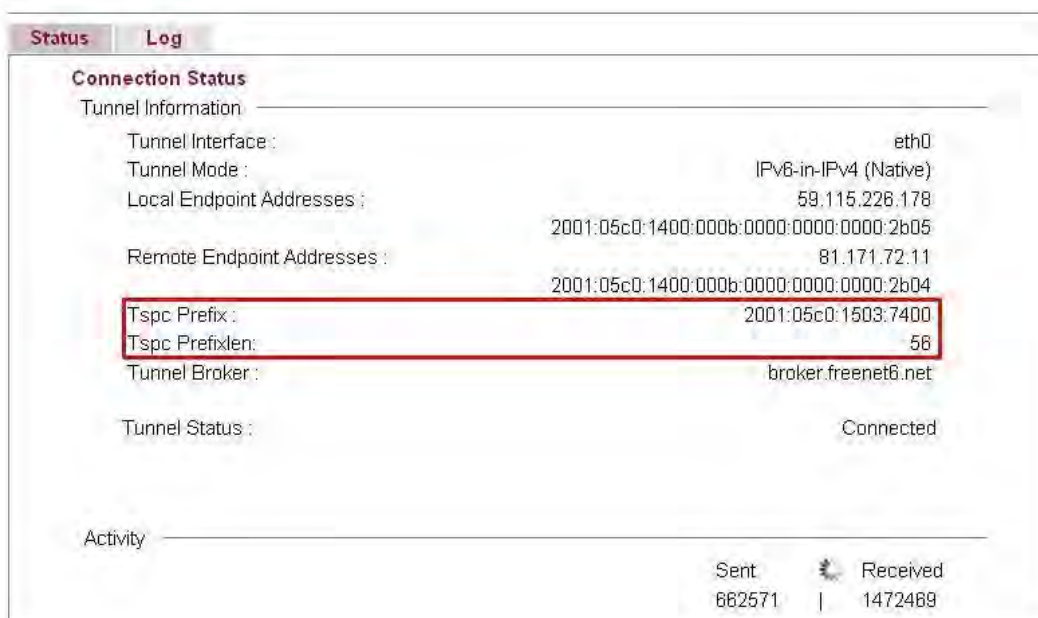 Status Log
Connection Status
Tunnel Information
Tunnel Interface : eth0
Tunnel Mode : IPv6-in-IPv4 (Native)
Local Endpoint Addresses : 59.115.226.178
2001:05c0:1400:000b:0000:0000:0000:2b05
Remote Endpoint Addresses : 81.171.72.11
2001:05c0:1400:000b:0000:0000:0000:2b04
Tspc Prefix : 2001:05c0:1503:7400
Tspc Prefixlen: 56
Tunnel Broker : broker.freenet6.net
Tunnel Status : Connected
Activity
Sent Received
662571 | 1472469